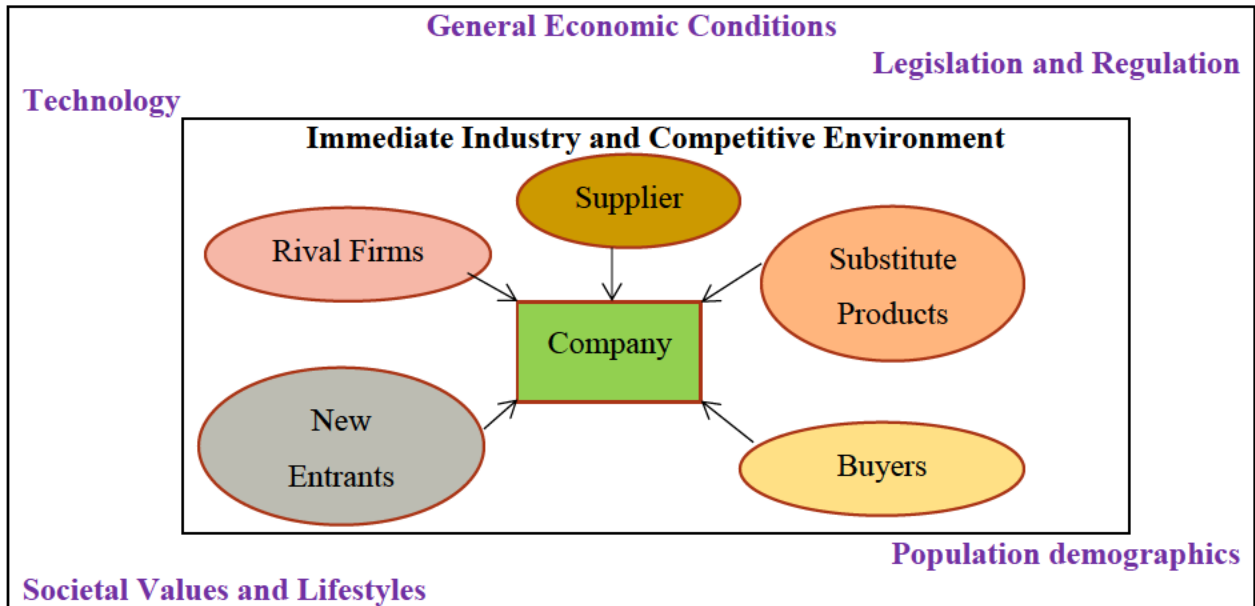 General Economic Conditions
Legislation and Regulation
Technology
Immediate Industry and Competitive Environment
Supplier
Rival Firms
Substitute
Products
Company
New
Entrants
Buyers
Population demographics
Societal Values and Lifestyles